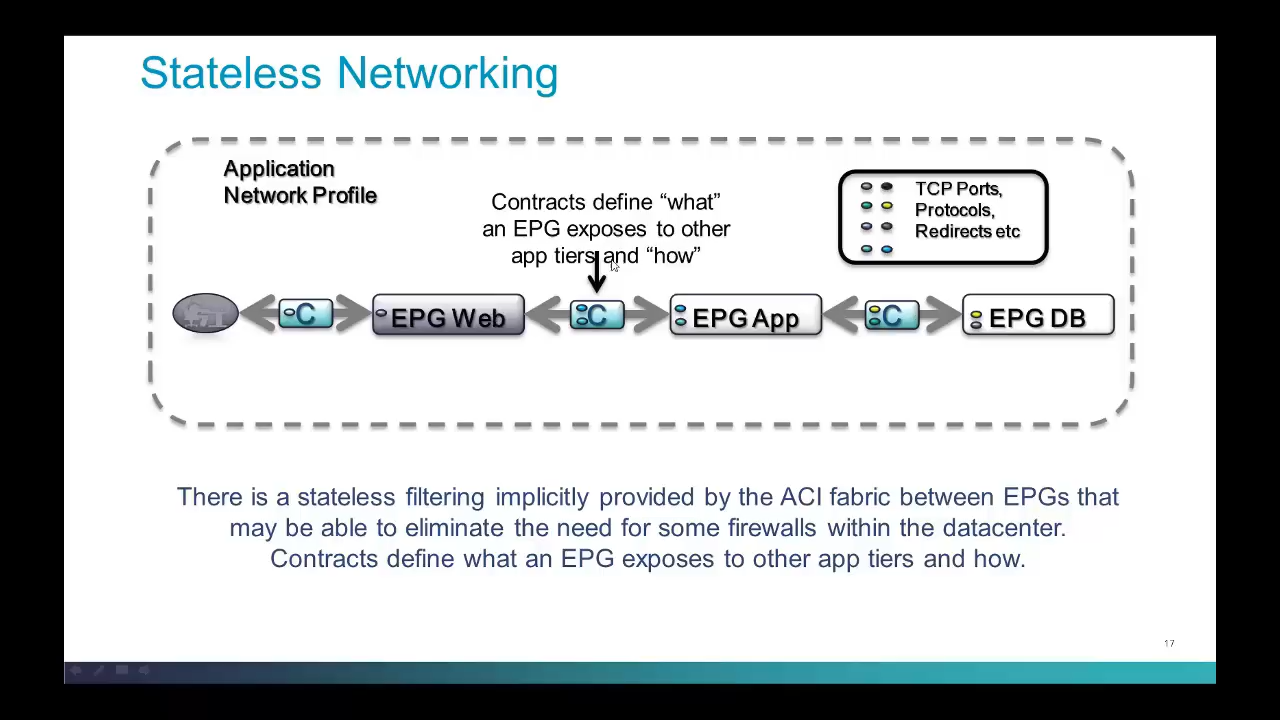 Stateless Networking
Application
Network Profile
Contracts define “what”
an EPG exposes to other
app tiers and “how”
TCP Ports,
Protocols,
Redirects etc
C
EPG Web
C
EPG App
C
EPG DB
There is a stateless filtering implicitly provided by the ACI fabric between EPGs that
may be able to eliminate the need for some firewalls within the datacenter.
Contracts define what an EPG exposes to other app tiers and how.
17